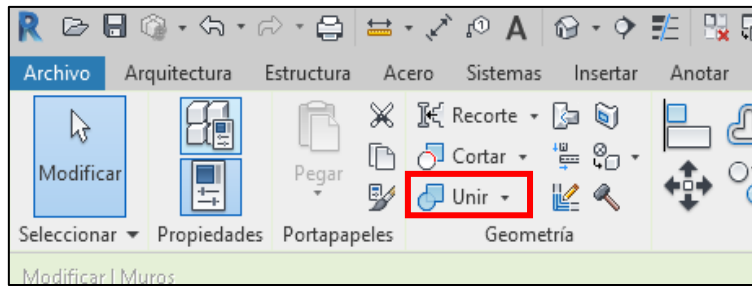 R A
Archivo Arquitectura Estructura Acero Sistemas Insertar Anotar
Modificar
Pegar
Recorte
Cortar
Unir
Seleccionar Propiedades Portapapeles Geometría
Modificar | Muros